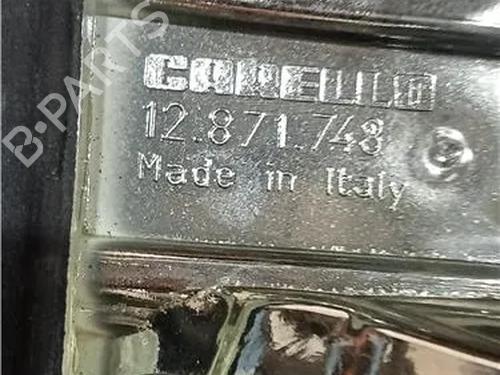 CARELLO
12.871.748
Made in Italy
B-PARTS